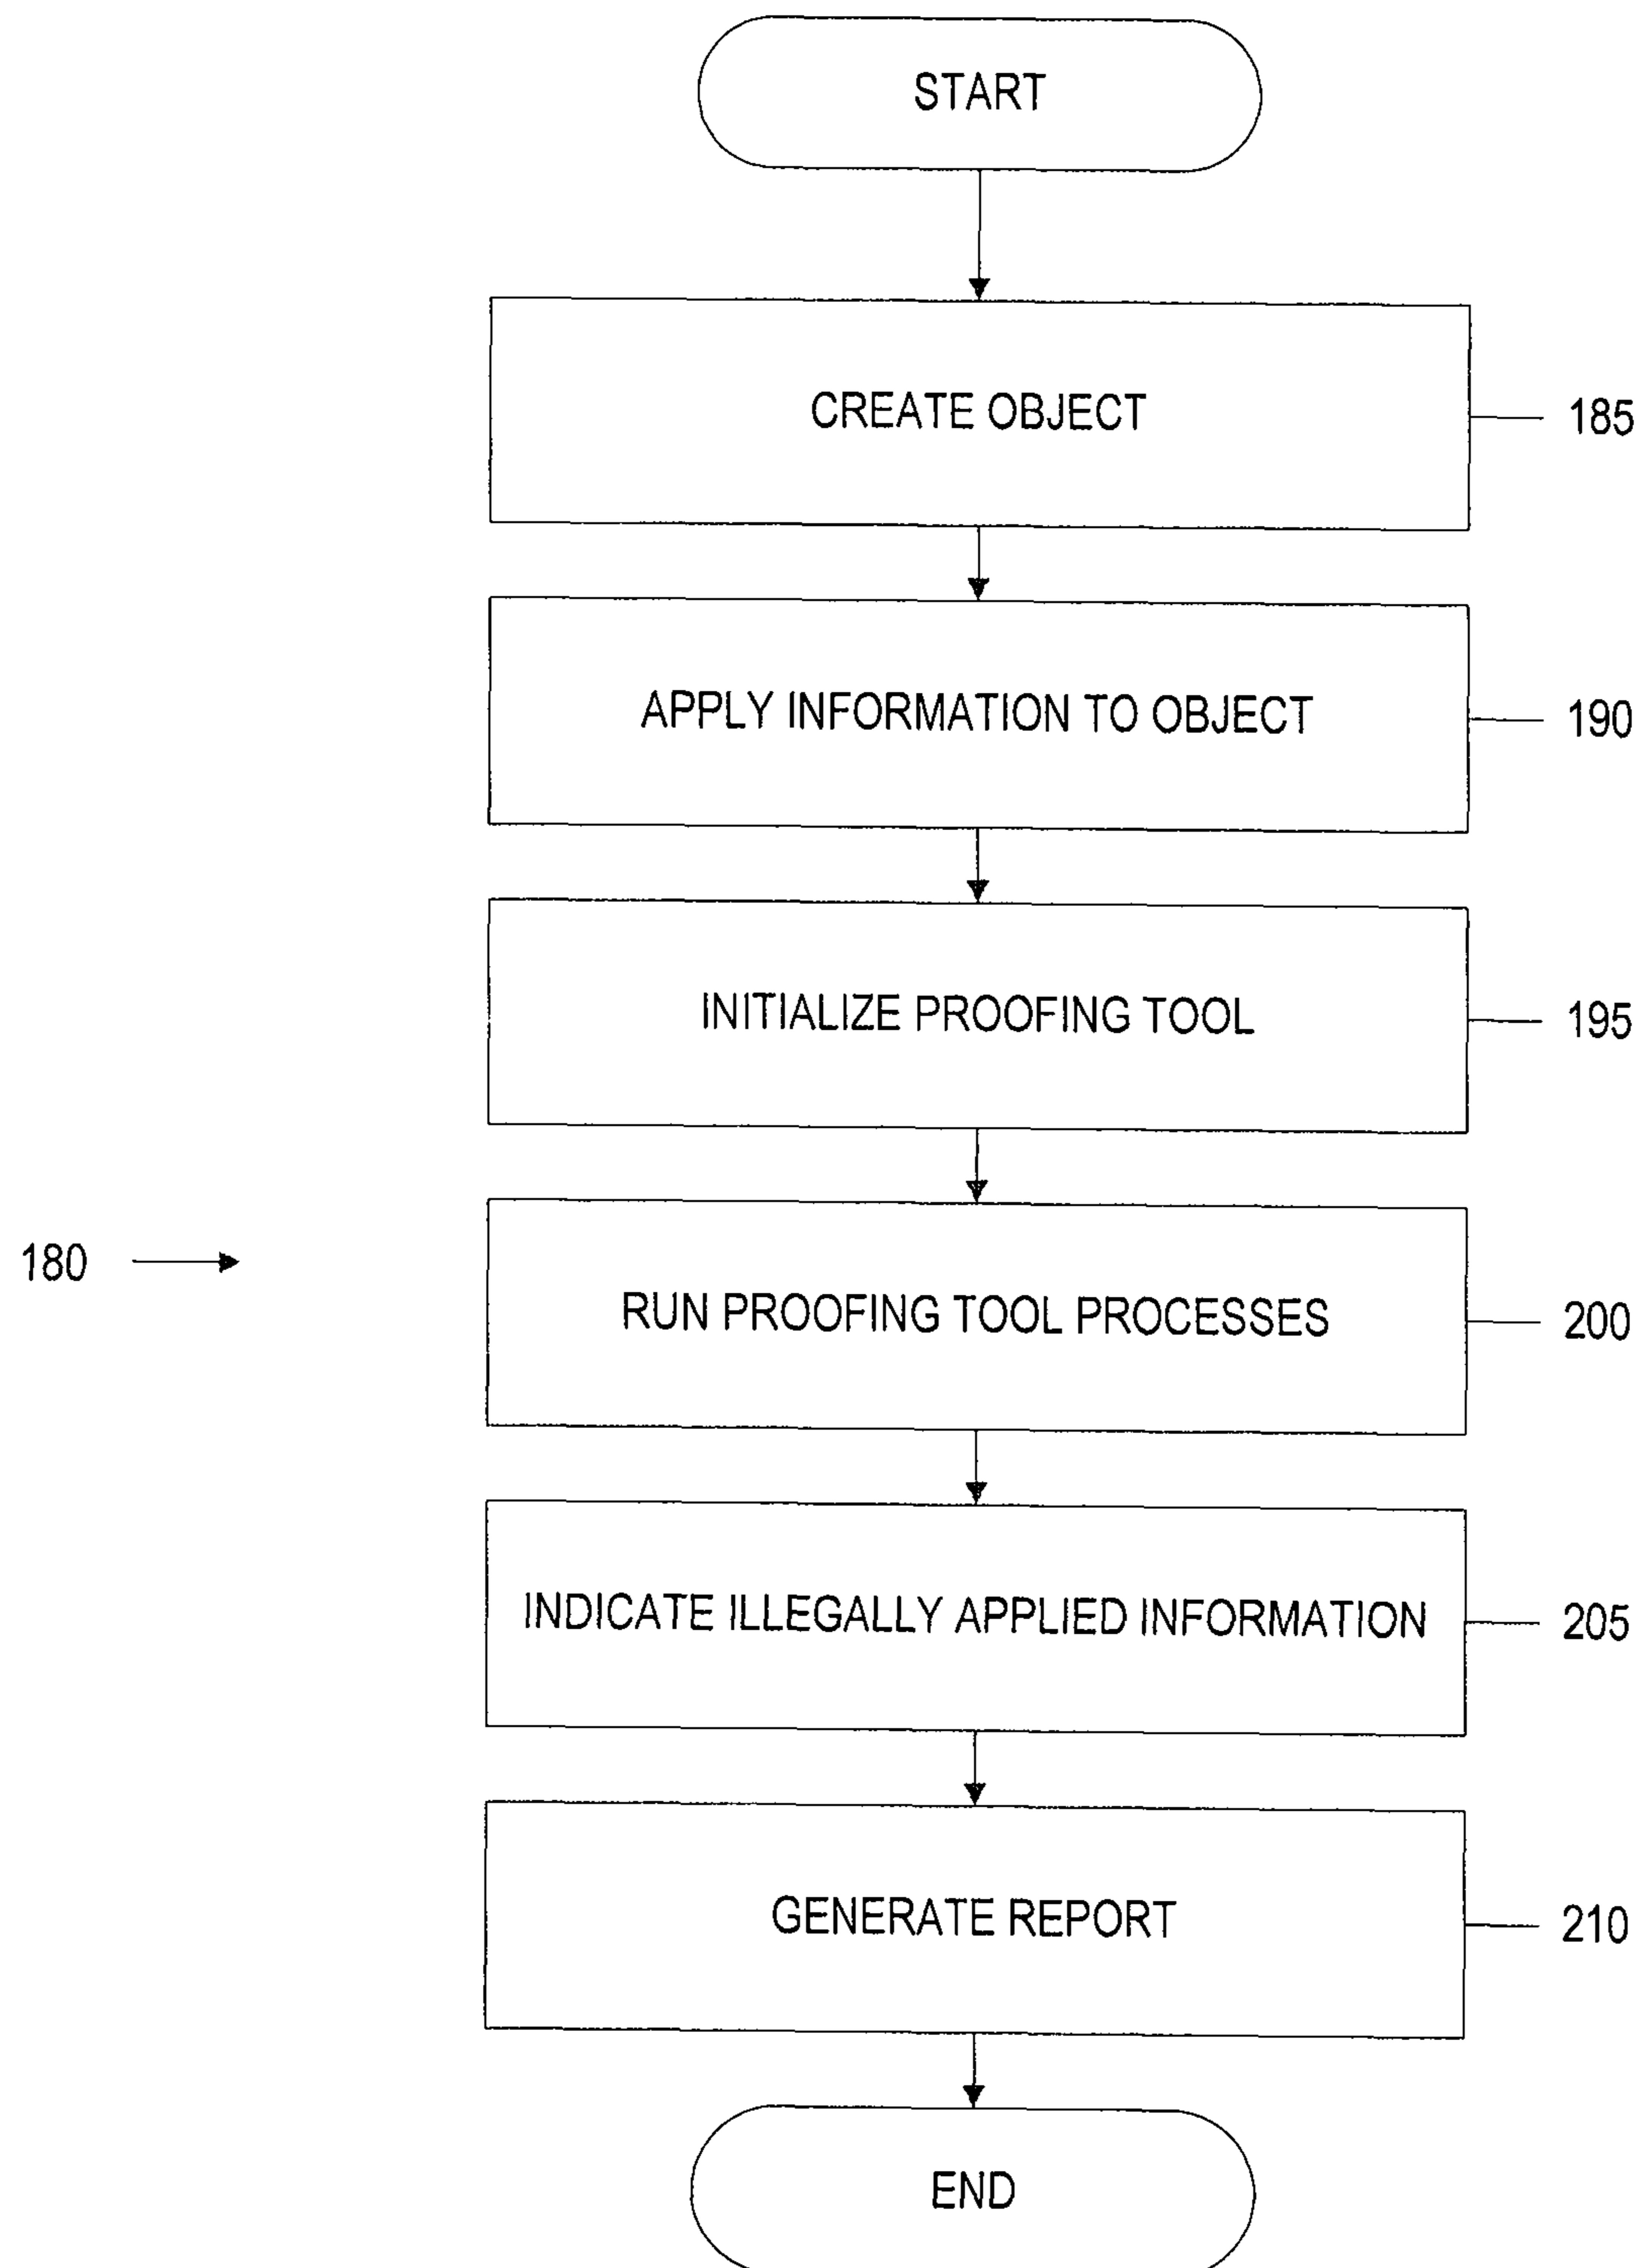 START
CREATE OBJECT
185
APPLY INFORMATION TO OBJECT
190
INITIALIZE PROOFING TOOL
195
180
RUN PROOFING TOOL PROCESSES
200
INDICATE ILLEGALLY APPLIED INFORMATION
205
GENERATE REPORT
210
END